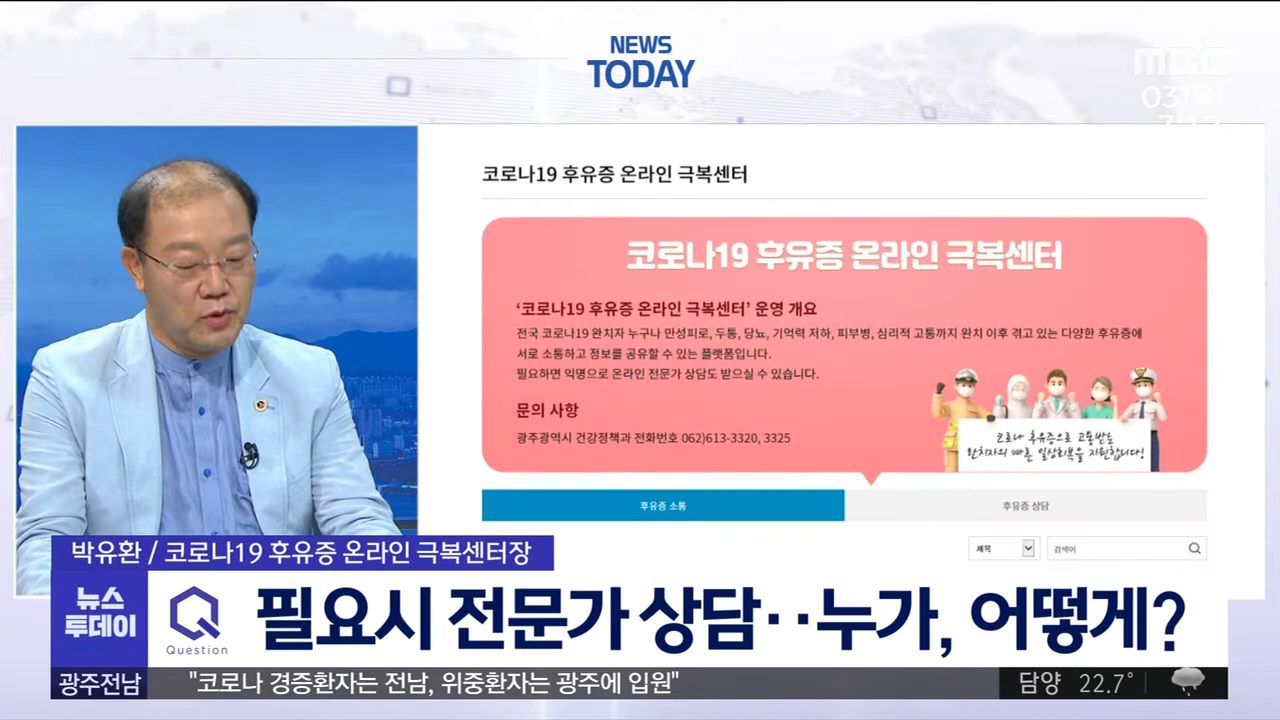 NEWS
TODAY
MBC
03(목)
7:13
코로나19 후유증 온라인 극복센터
코로나19 후유증 온라인 극복센터
‘코로나19 후유증 온라인 극복센터’ 운영 개요
전국 코로나19 완치자 누구나 만성피로, 두통, 당뇨, 기억력 저하, 피부병, 심리적 고통까지 완치 이후 겪고 있는 다양한 후유증에
서로 소통하고 정보를 공유할 수 있는 플랫폼입니다.
필요하면 익명으로 온라인 전문가 상담도 받으실 수 있습니다.
문의 사항
광주광역시 건강정책과 전화번호 062)613-3320, 3325
코로나 후유증으로 고통받는
완치자의 빠른 일상회복을 지원합니다!
후유증 소통
후유증 상담
제목
검색어
박유환 / 코로나19 후유증 온라인 극복센터장
뉴스
투데이
Question
필요시 전문가 상담‥누가, 어떻게?
광주전남
"코로나 경증환자는 전남, 위중환자는 광주에 입원"
담양 22.7°